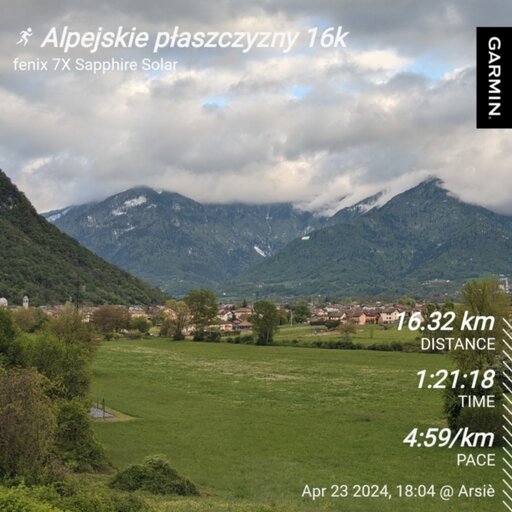 Alpejskie płaszczyzny 16k
fenix 7X Sapphire Solar
GARMIN.
16.32 km
DISTANCE
1:21:18
TIME
4:59/km
PACE
Apr 23 2024, 18:04 @ Arsiè